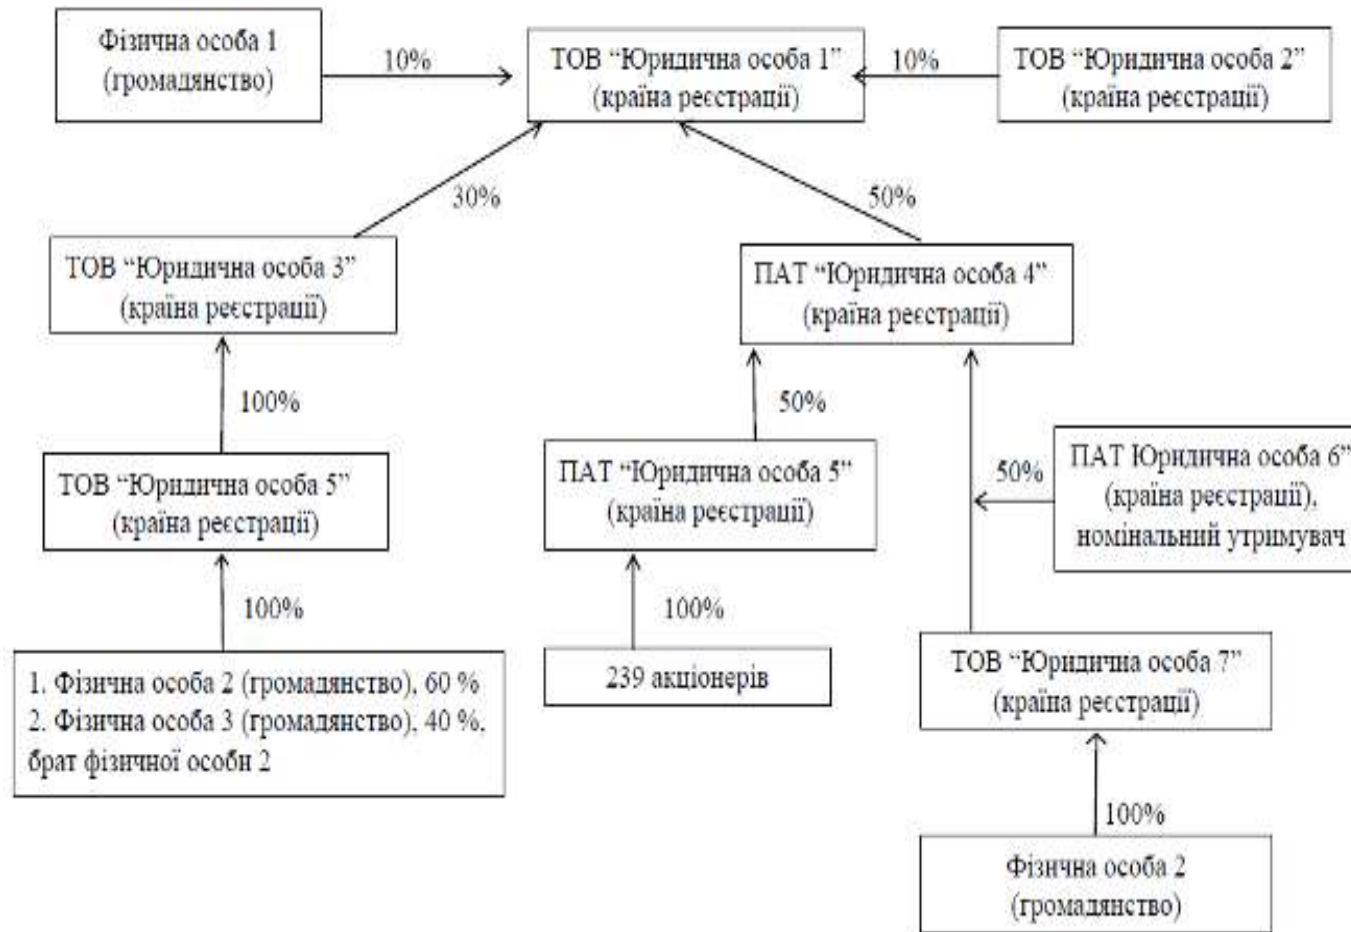 Фізична особа 1
(громадянство)
10%
ТОВ “Юридична особа 1”
(країна реєстрації)
10%
ТОВ “Юридична особа 2”
(країна реєстрації)
30%
50%
ТОВ “Юридична особа 3”
(країна реєстрації)
ПАТ “Юридична особа 4”
(країна реєстрації)
100%
50%
ТОВ “Юридична особа 5”
(країна реєстрації)
ПАТ “Юридична особа 5”
(країна реєстрації)
50%
ПАТ Юридична особа 6”
(країна реєстрації),
номінальний утримувач
100%
100%
1. Фізична особа 2 (громадянство), 60 %
2. Фізична особа 3 (громадянство), 40 %,
брат фізичної особи 2
239 акціонерів
ТОВ “Юридична особа 7”
(країна реєстрації)
100%
Фізична особа 2
(громадянство)